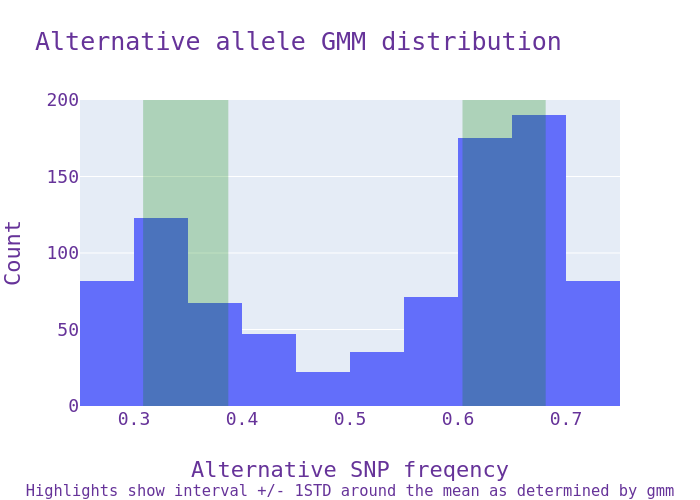 Alternative allele GMM distribution
200
150
100
50
0
Count
0.3 0.4 0.5 0.6 0.7
Alternative SNP freqency
Highlights show interval +/- 1STD around the mean as determined by gmm